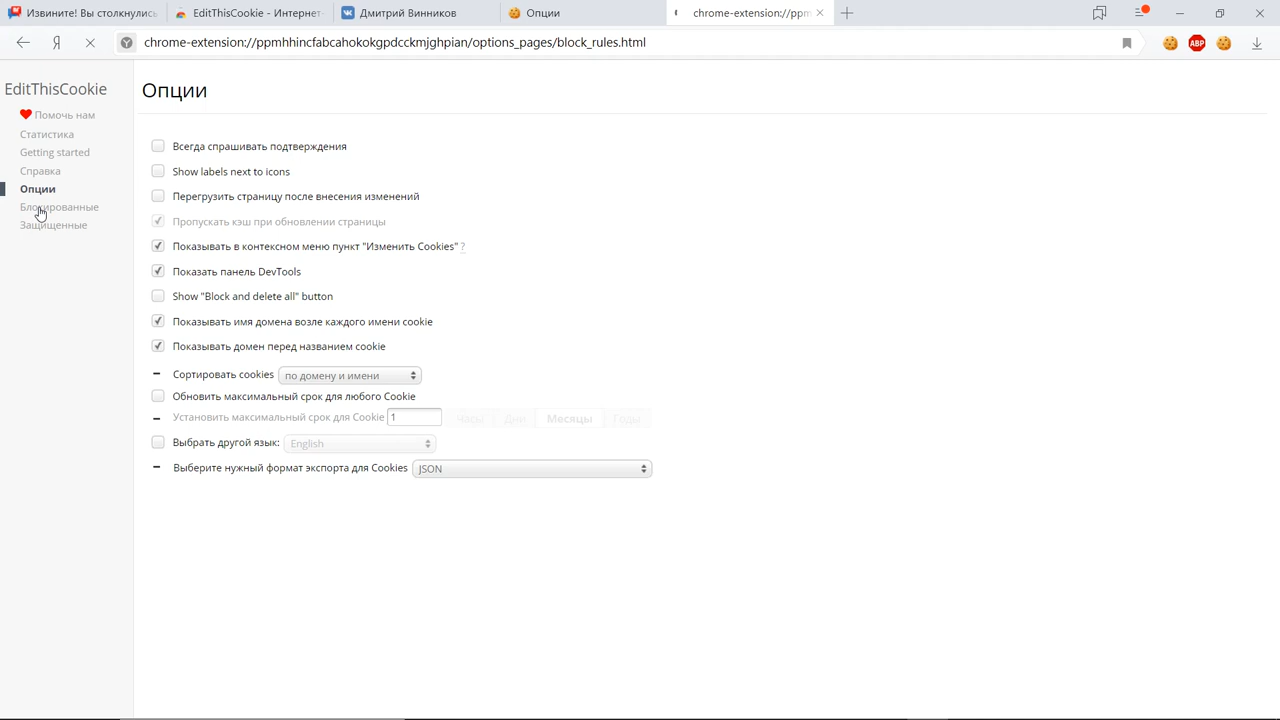 Извините! Вы столкнулись
EditThisCookie - Интернет-
Дмитрий Винников
Опции
chrome-extension://ppm
chrome-extension://ppmhhincfabcahokokgpdcckmjghpian/options_pages/block_rules.html
ABP
EditThisCookie
Помочь нам
Статистика
Getting started
Справка
Опции
Блокированные
Защищенные
Опции
Всегда спрашивать потдверждения
Show labels next to icons
Перегрузить страницу после внесения изменений
Пропускать кэш при обновлении страницы
Показывать в контексном меню пункт "Изменить Cookies" ?
Показать панель DevTools
Show "Block and delete all" button
Показывать имя домена возле каждого имени cookie
Показывать домен перед названием cookie
Сортировать cookies по домену и имени
Обновить максимальный срок для любого Cookie
Установить максимальный срок для Cookie 1 Часы Дни Месяцы Годы
Выбрать другой язык: English
Выберите нужный формат экспорта для Cookies JSON